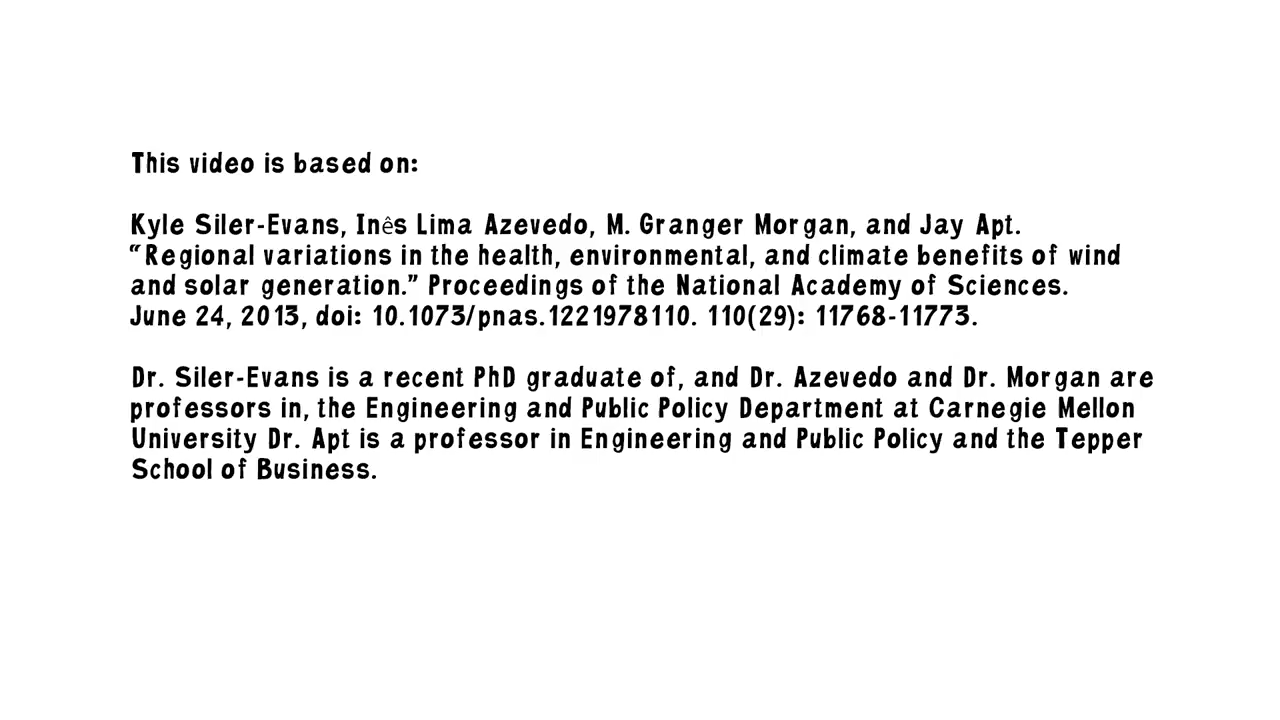 This video is based on:
Kyle Siler-Evans, Inês Lima Azevedo, M. Granger Morgan, and Jay Apt.
“Regional variations in the health, environmental, and climate benefits of wind
and solar generation.” Proceedings of the National Academy of Sciences.
June 24, 2013, doi: 10.1073/pnas.1221978110. 110(29): 11768-11773.
Dr. Siler-Evans is a recent PhD graduate of, and Dr. Azevedo and Dr. Morgan are
professors in, the Engineering and Public Policy Department at Carnegie Mellon
University Dr. Apt is a professor in Engineering and Public Policy and the Tepper
School of Business.